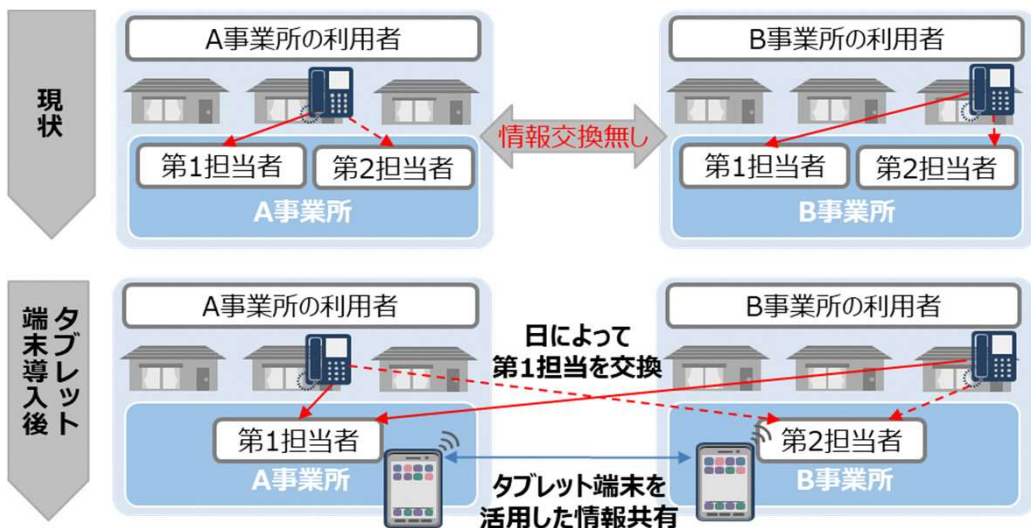 現状
A事業所の利用者
B事業所の利用者
情報交換無し
第1担当者
第2担当者
第1担当者
第2担当者
A事業所
B事業所
タブレット
端末導入後
A事業所の利用者
B事業所の利用者
日によって
第1担当を交換
第1担当者
第2担当者
A事業所
B事業所
タブレット端末を
活用した情報共有